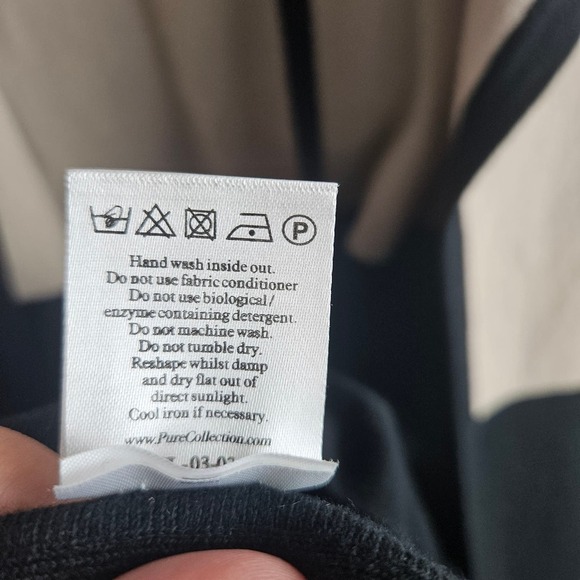 P
Hand wash inside out.
Do not use fabric conditioner
Do not use biological/
enzyme containing detergent.
Do not machine wash.
Do not tumble dry.
Reshape whilst damp
and dry flat out of
direct sunlight.
Cool iron if necessary.
www.PureCollection.com